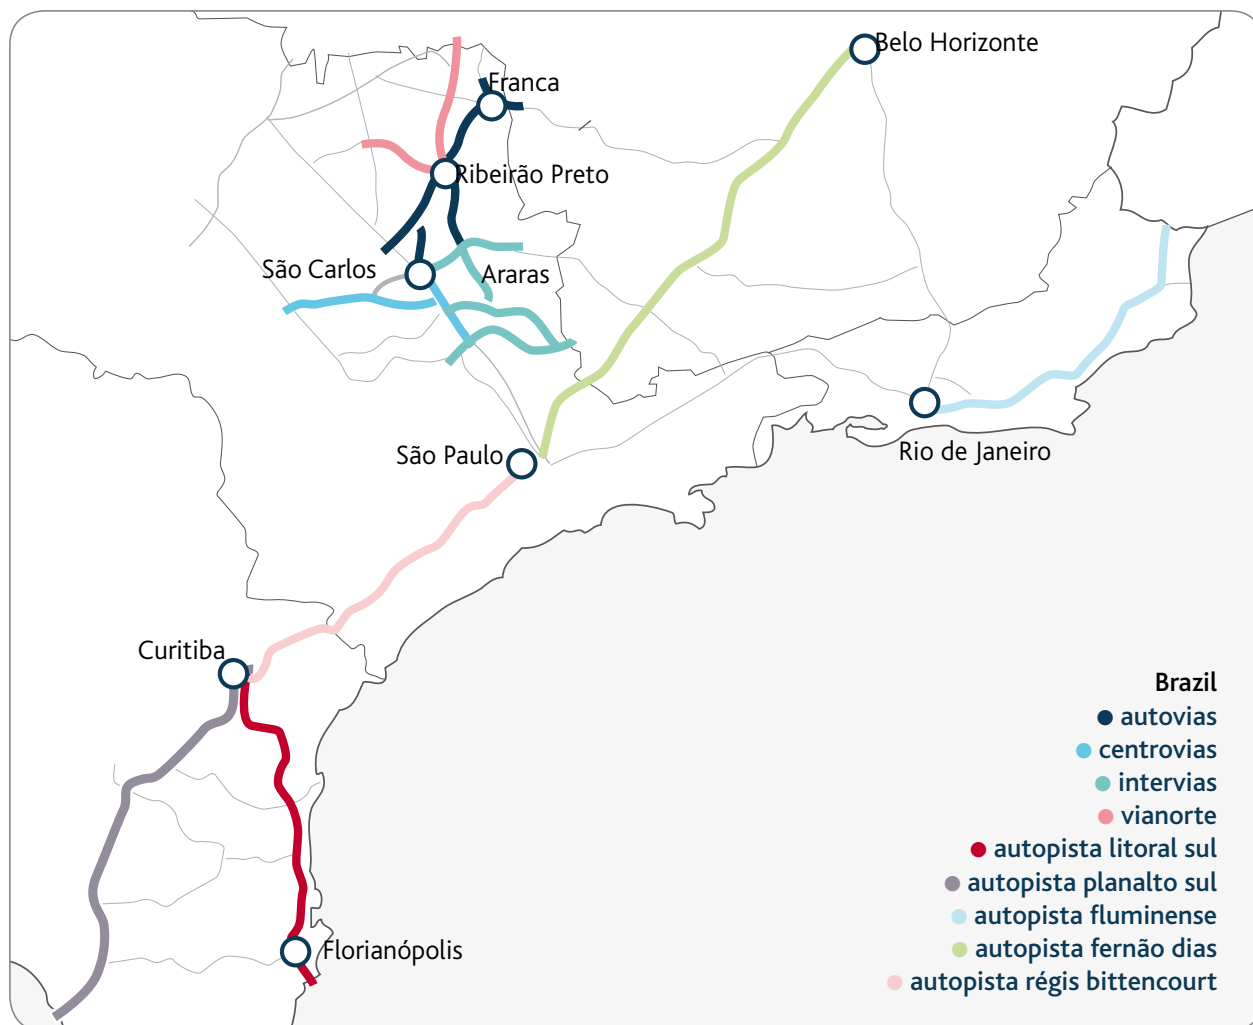 Belo Horizonte
Franca
Ribeirão Preto
São Carlos
Araras
São Paulo
Rio de Janeiro
Curitiba
Florianópolis
Brazil
autovias
centrovias
intervias
vianorte
autopista litoral sul
autopista planalto sul
autopista fluminense
autopista fernão dias
autopista régis bittencourt